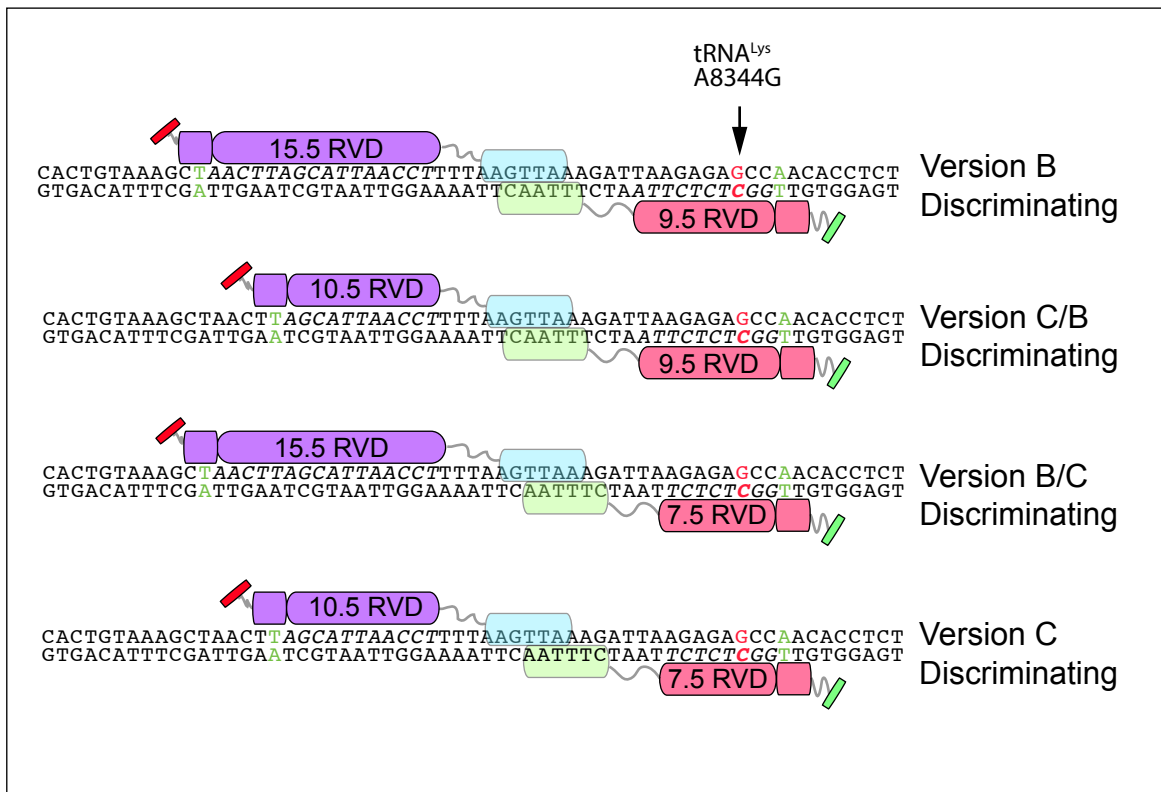 tRNALys
A8344G
15.5 RVD
CACTGTAAAGCTAACTTAGCATTAACCTTTTAAGTTAAAGATTAAGAGAGCCAACACCTCT
GTGACATTTCGATTGAATCGTAATTGGAAAATTCAATTTCTAATTCTCTCGGTTGTGGAGT
9.5 RVD
Version B
Discriminating
10.5 RVD
CACTGTAAAGCTAACTTAGCATTAACCTTTTAAGTTAAAGATTAAGAGAGCCAACACCTCT
GTGACATTTCGATTGAATCGTAATTGGAAAATTCAATTTCTAATTCTCTCGGTTGTGGAGT
9.5 RVD
Version C/B
Discriminating
15.5 RVD
CACTGTAAAGCTAACTTAGCATTAACCTTTTAAGTTAAAGATTAAGAGAGCCAACACCTCT
GTGACATTTCGATTGAATCGTAATTGGAAAATTCAATTTCTAATTCTCTCGGTTGTGGAGT
7.5 RVD
Version B/C
Discriminating
10.5 RVD
CACTGTAAAGCTAACTTAGCATTAACCTTTTAAGTTAAAGATTAAGAGAGCCAACACCTCT
GTGACATTTCGATTGAATCGTAATTGGAAAATTCAATTTCTAATTCTCTCGGTTGTGGAGT
7.5 RVD
Version C
Discriminating